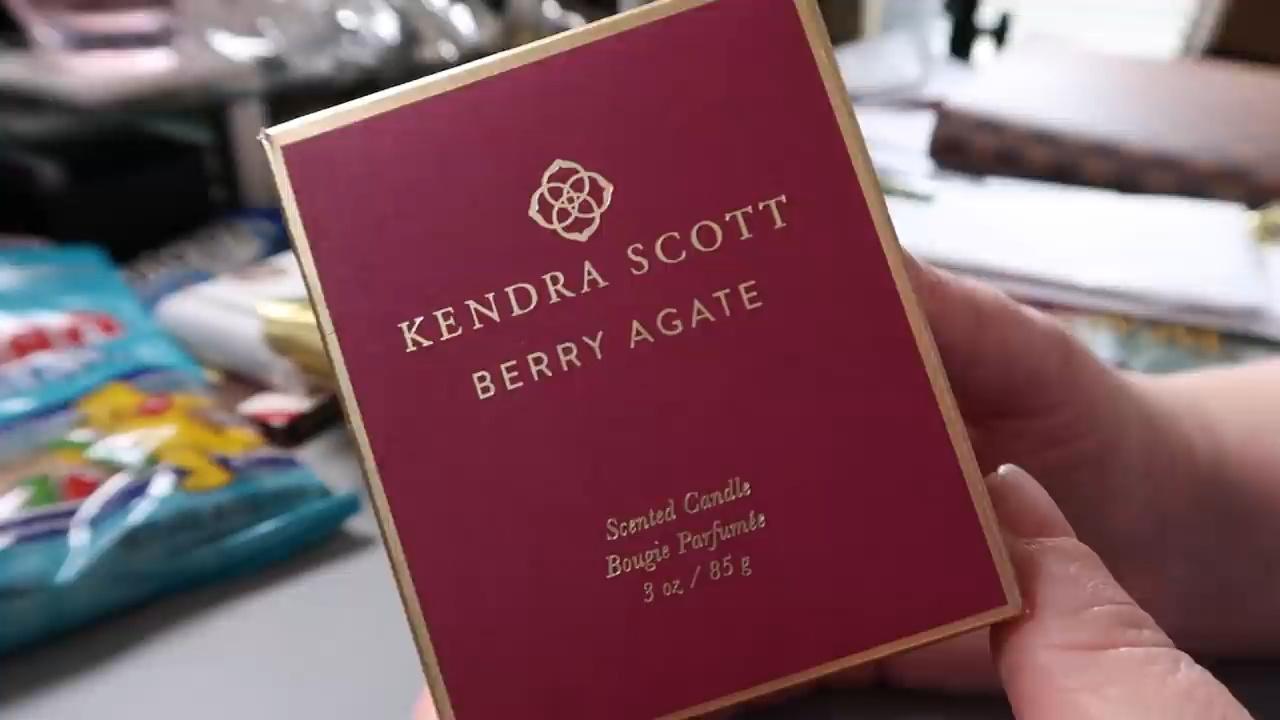 KENDRA SCOTT
BERRY AGATE
Scented Candle
Bougie Parfumée
3 oz / 85 g